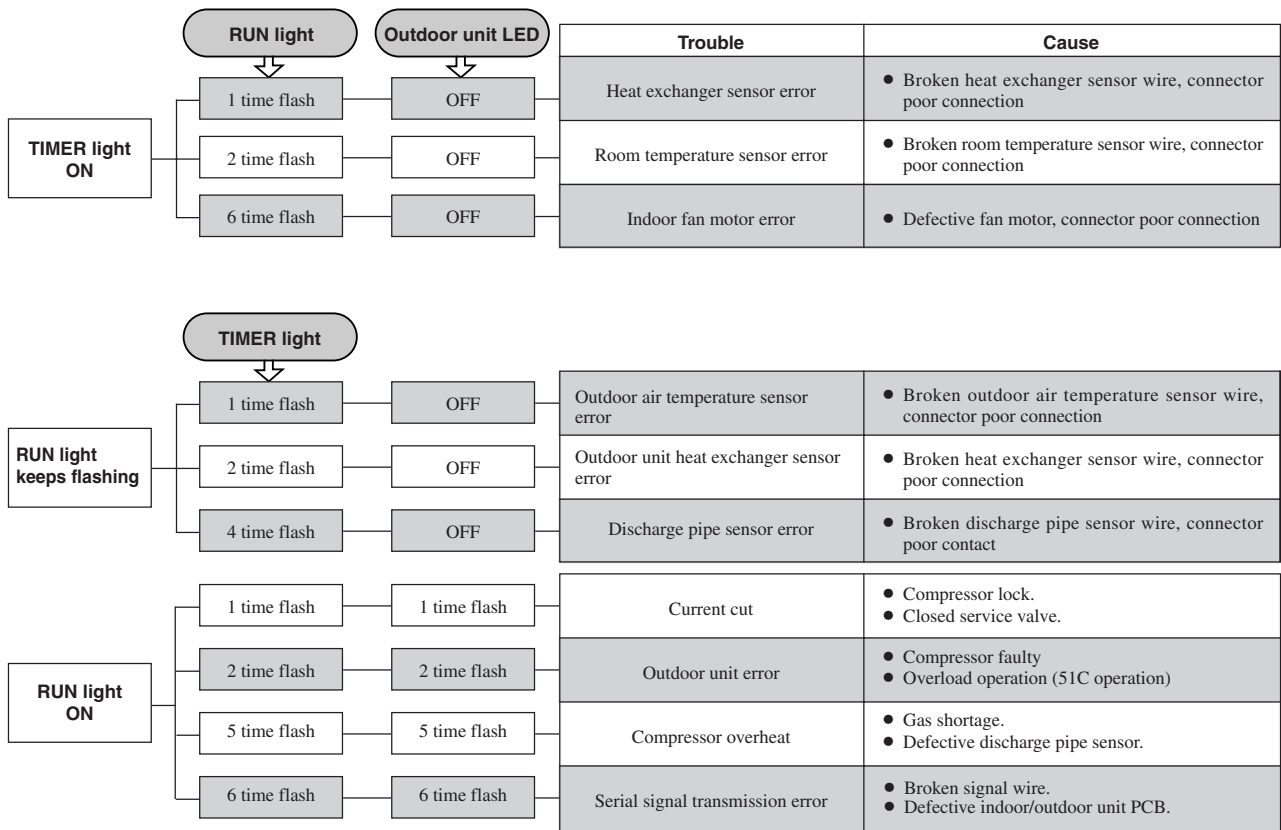 RUN light
Outdoor unit LED
Trouble
Cause
TIMER light
ON
1 time flash
OFF
Heat exchanger sensor error
● Broken heat exchanger sensor wire, connector
poor connection
2 time flash
OFF
Room temperature sensor error
● Broken room temperature sensor wire, connector
poor connection
6 time flash
OFF
Indoor fan motor error
● Defective fan motor, connector poor connection
TIMER light
RUN light
keeps flashing
1 time flash
OFF
Outdoor air temperature sensor
error
● Broken outdoor air temperature sensor wire,
connector poor connection
2 time flash
OFF
Outdoor unit heat exchanger sensor
error
● Broken heat exchanger sensor wire, connector
poor connection
4 time flash
OFF
Discharge pipe sensor error
● Broken discharge pipe sensor wire, connector
poor contact
RUN light
ON
1 time flash
1 time flash
Current cut
● Compressor lock.
● Closed service valve.
2 time flash
2 time flash
Outdoor unit error
● Compressor faulty
● Overload operation (51C operation)
5 time flash
5 time flash
Compressor overheat
● Gas shortage.
● Defective discharge pipe sensor.
6 time flash
6 time flash
Serial signal transmission error
● Broken signal wire.
● Defective indoor/outdoor unit PCB.